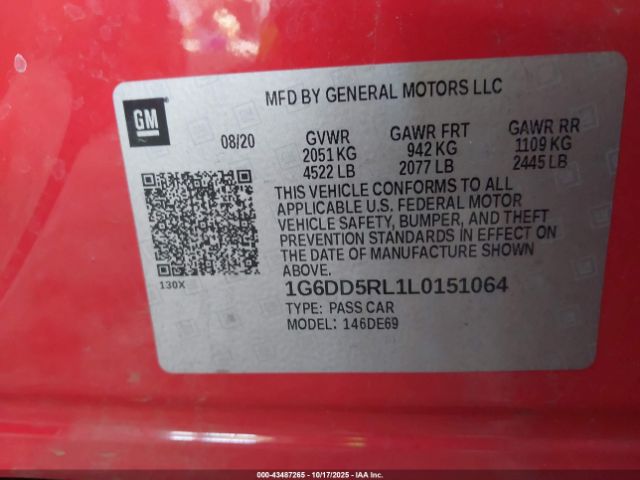 GM
MFD BY GENERAL MOTORS LLC
08/20 GVWR GAWR FRT GAWR RR
2051 KG 942 KG 1109 KG
4522 LB 2077 LB 2445 LB
THIS VEHICLE CONFORMS TO ALL
APPLICABLE U.S. FEDERAL MOTOR
VEHICLE SAFETY, BUMPER, AND THEFT
PREVENTION STANDARDS IN EFFECT ON
THE DATE OF MANUFACTURE SHOWN
ABOVE.
130X
1G6DD5RL1L0151064
TYPE: PASS CAR
MODEL: 146DE69
000-43487265 - 10/17/2025 - IAA Inc.